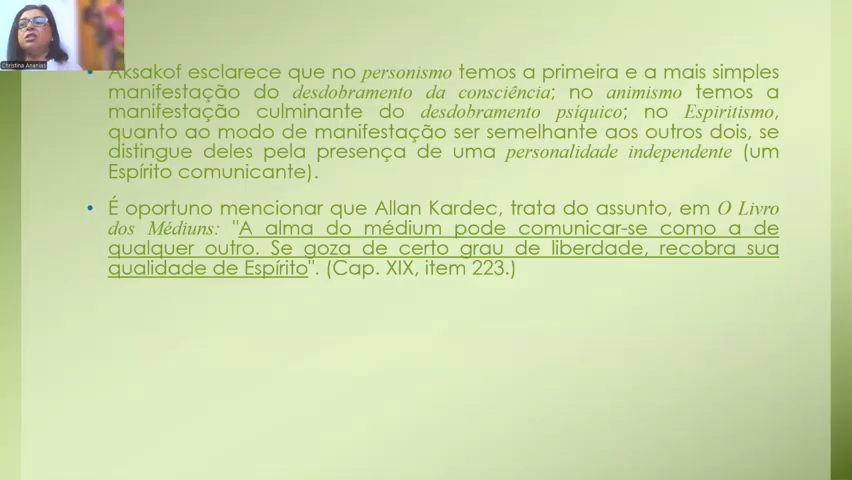 Christina Ananias
• Aksakof esclarece que no personismo temos a primeira e a mais simples
manifestação do desdobramento da consciência; no animismo temos a
manifestação culminante do desdobramento psíquico; no Espiritismo,
quanto ao modo de manifestação ser semelhante aos outros dois, se
distingue deles pela presença de uma personalidade independente (um
Espírito comunicante).
• É oportuno mencionar que Allan Kardec, trata do assunto, em O Livro
dos Médiuns: "A alma do médium pode comunicar-se como a de
qualquer outro. Se goza de certo grau de liberdade, recobra sua
qualidade de Espírito". (Cap. XIX, item 223.)